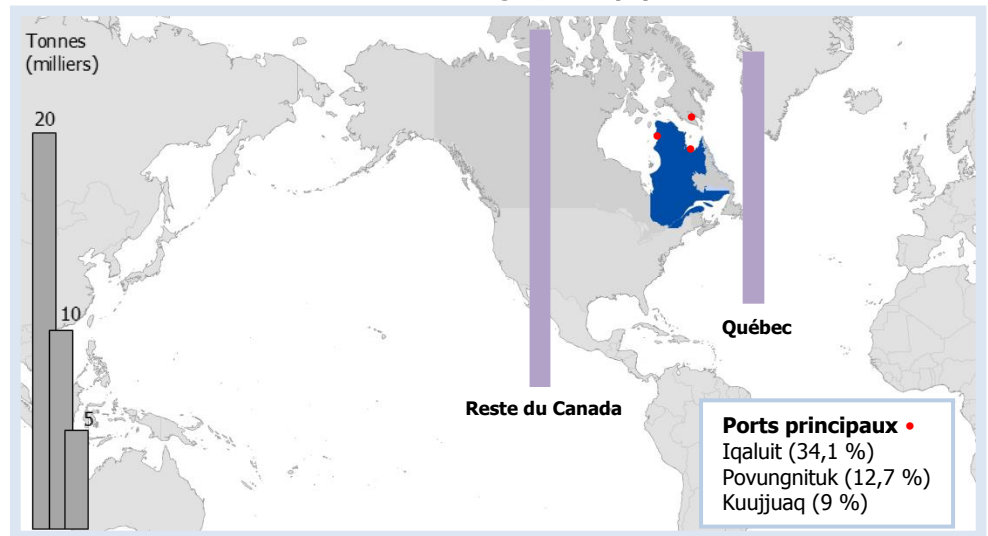 Tonnes
(milliers)
20
10
5
Québec
Reste du Canada
Ports principaux •
Iqaluit (34,1 %)
Povungnituk (12,7 %)
Kuujjuaq (9 %)